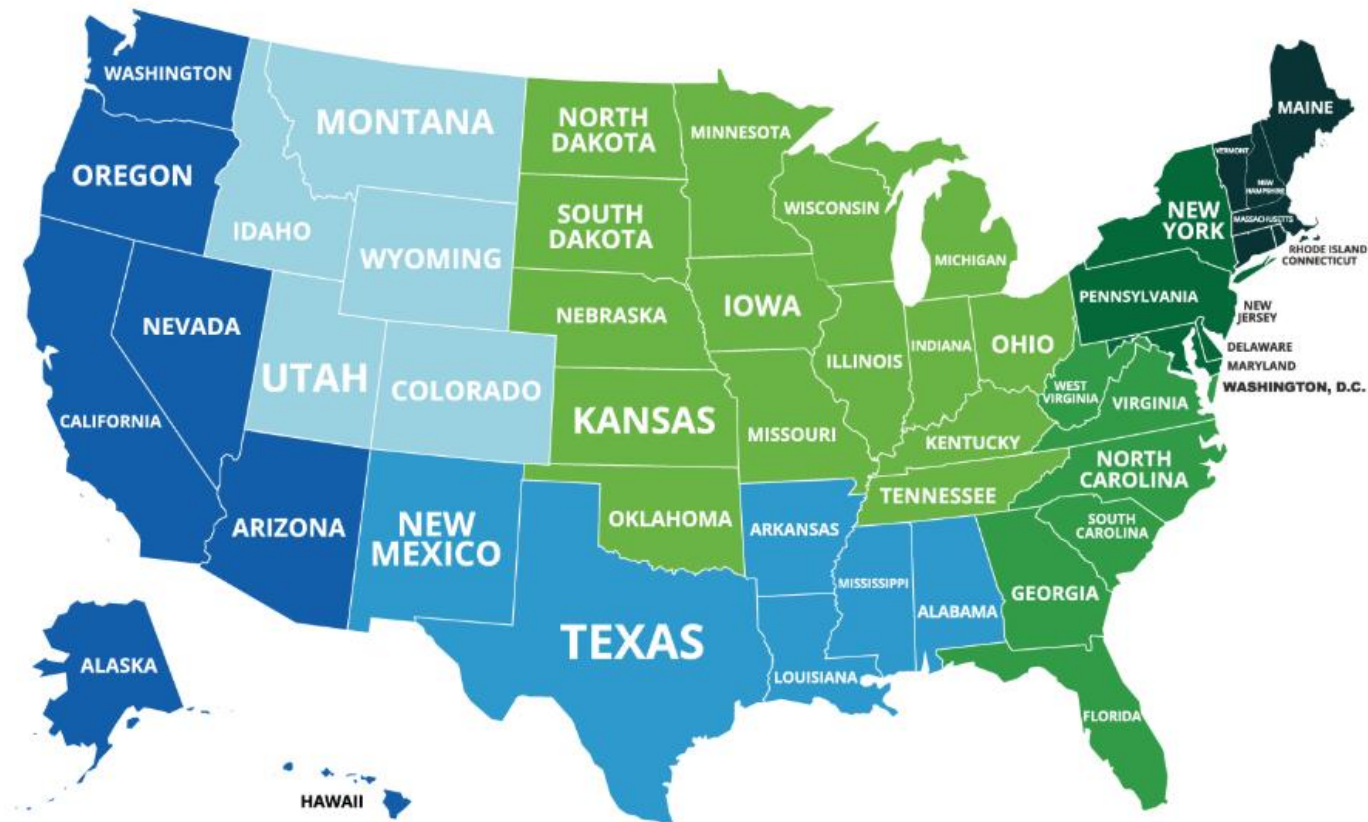 WASHINGTON
MONTANA
NORTH
DAKOTA
MINNESOTA
MAINE
OREGON
IDAHO
WYOMING
SOUTH
DAKOTA
WISCONSIN
MICHIGAN
NEW
YORK
VERMONT
NEW
HAMPSHIRE
MASSACHUSETTS
RHODE ISLAND
CONNECTICUT
NEVADA
UTAH
COLORADO
NEBRASKA
IOWA
ILLINOIS
INDIANA
OHIO
PENNSYLVANIA
NEW
JERSEY
DELAWARE
MARYLAND
WASHINGTON, D.C.
CALIFORNIA
KANSAS
MISSOURI
KENTUCKY
WEST
VIRGINIA
VIRGINIA
ARIZONA
NEW
MEXICO
OKLAHOMA
ARKANSAS
TENNESSEE
NORTH
CAROLINA
SOUTH
CAROLINA
TEXAS
LOUISIANA
MISSISSIPPI
ALABAMA
GEORGIA
FLORIDA
ALASKA
HAWAII